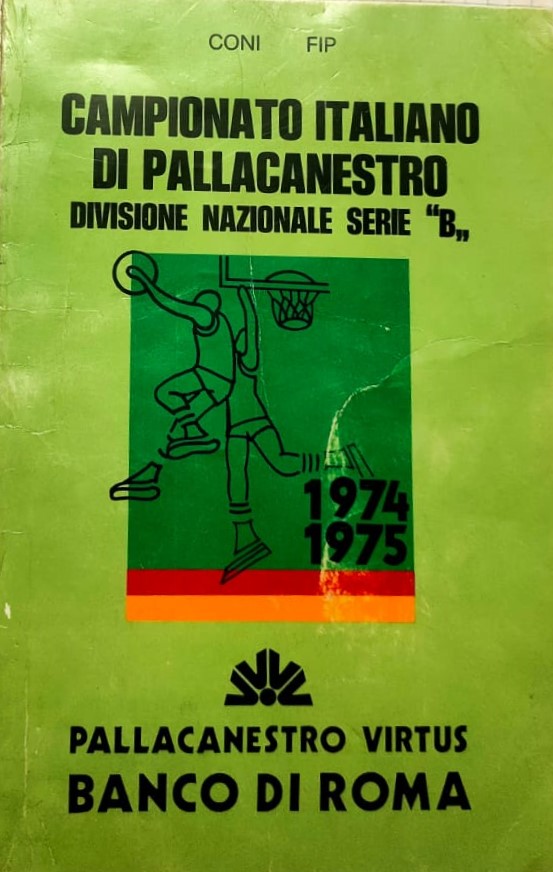 CONI FIP
CAMPIONATO ITALIANO
DI PALLACANESTRO
DIVISIONE NAZIONALE SERIE “B„
1974
1975
PALLACANESTRO VIRTUS
BANCO DI ROMA